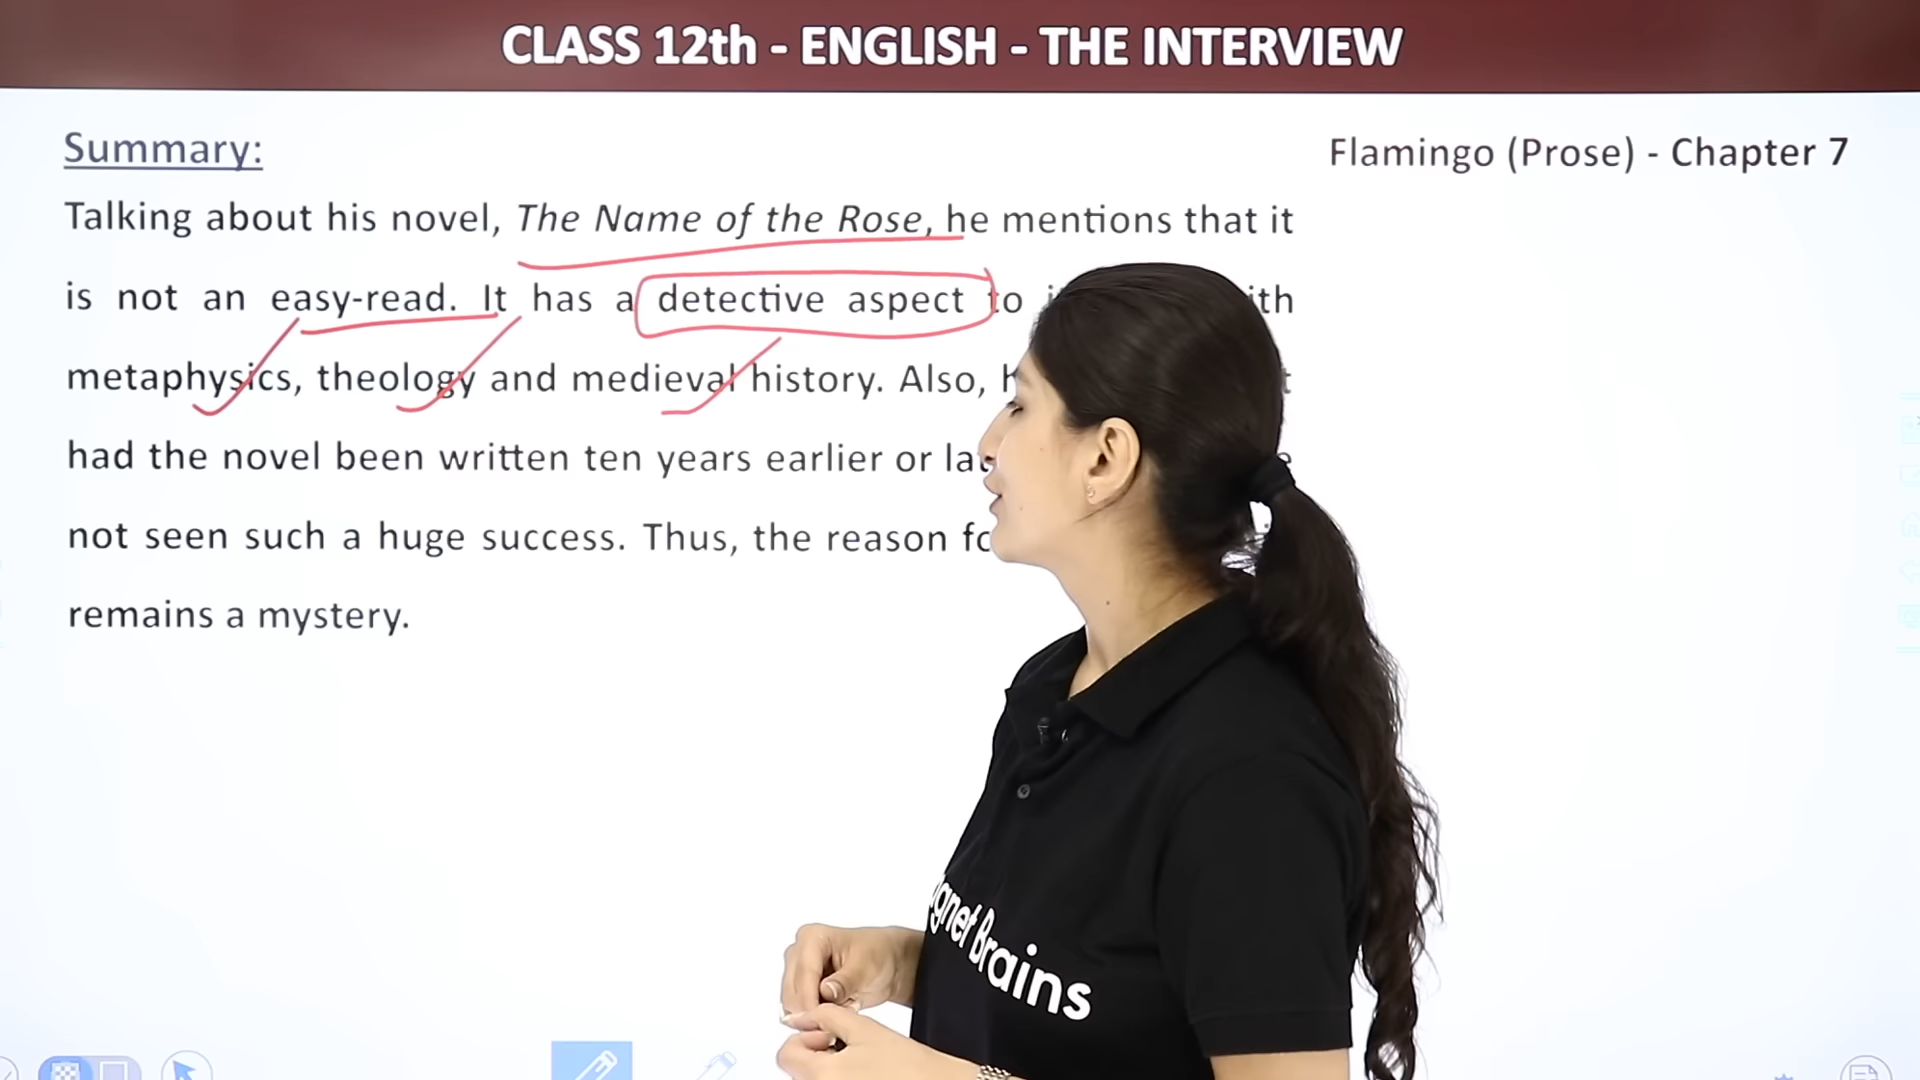 CLASS 12th - ENGLISH - THE INTERVIEW
Summary:
Flamingo (Prose) - Chapter 7
Talking about his novel, The Name of the Rose, he mentions that it
is not an easy-read. It has a detective aspect to
metaphysics, theology and medieval history. Also,
had the novel been written ten years earlier or
not seen such a huge success. Thus, the reason
remains a mystery.
Brains